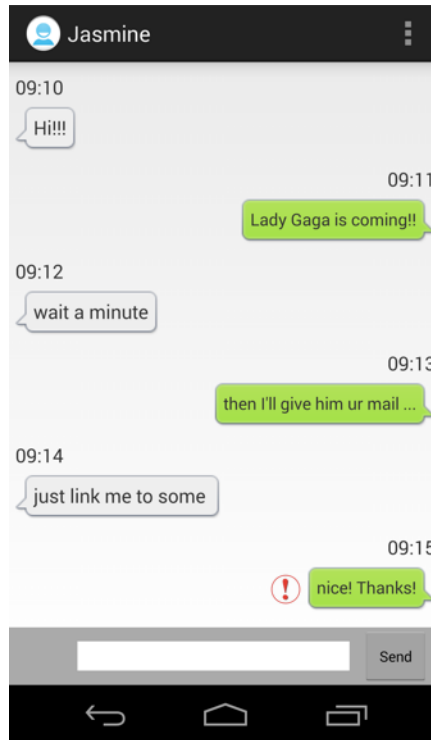 Jasmine
09:10
Hi!!!
09:11
Lady Gaga is coming!!
09:12
wait a minute
09:13
then I'll give him ur mail ...
09:14
just link me to some
09:15
nice! Thanks!
Send